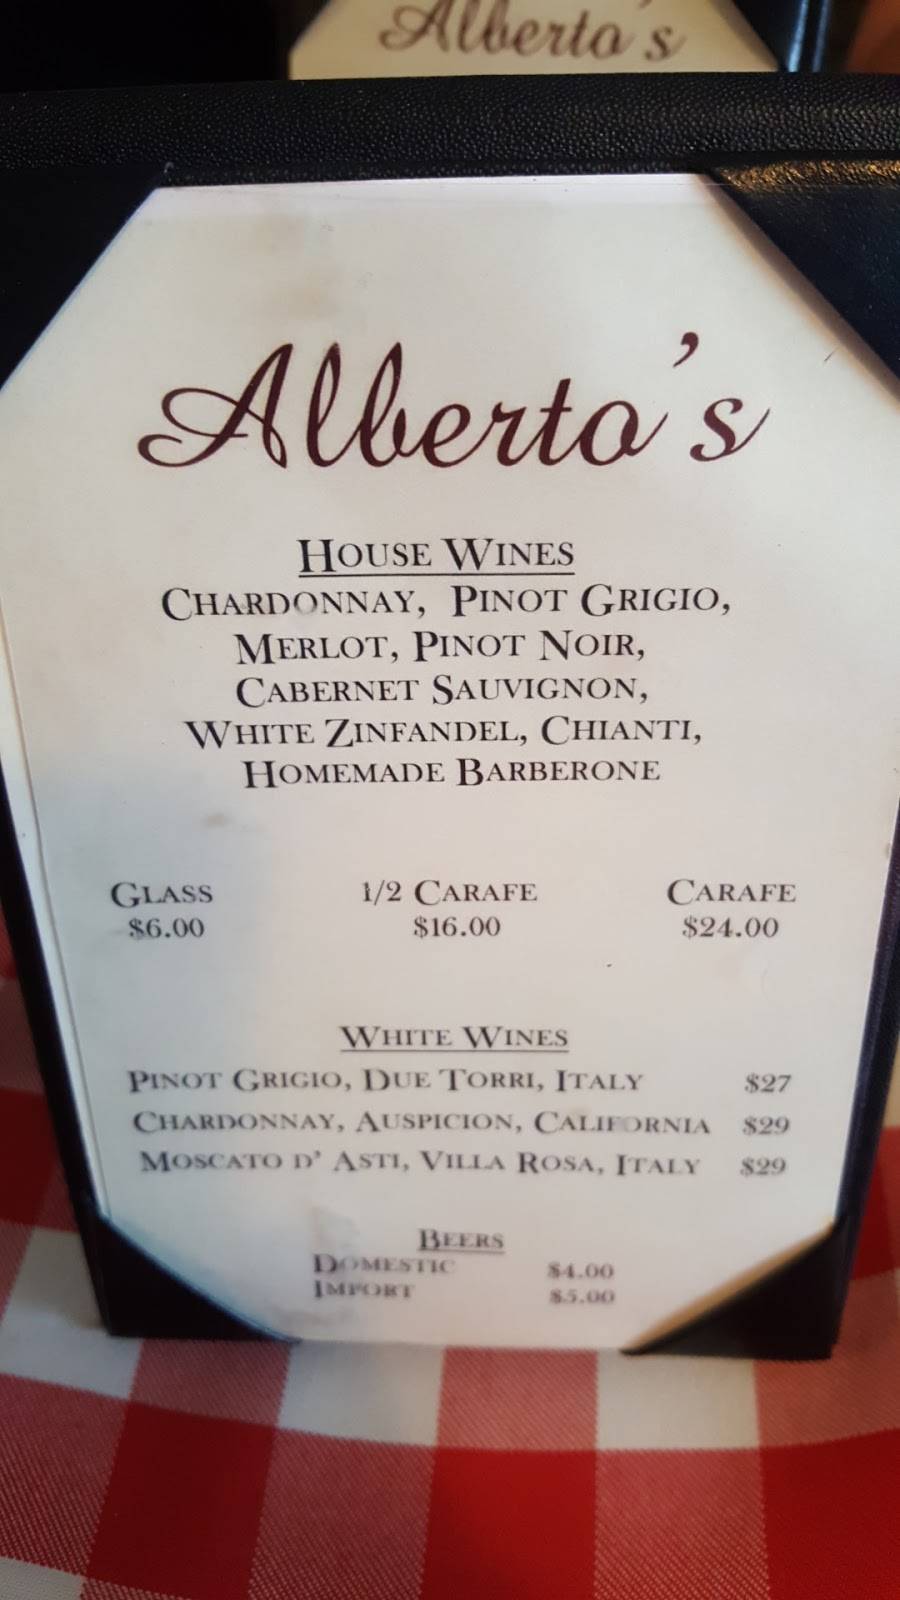 Alberto's
Alberto's
HOUSE WINES
CHARDONNAY, PINOT GRIGIO,
MERLOT, PINOT NOIR,
CABERNET SAUVIGNON,
WHITE ZINFANDEL, CHIANTI,
HOMEMADE BARBERONE
GLASS 1/2 CARAFE CARAFE
$6.00 $16.00 $24.00
WHITE WINES
PINOT GRIGIO, DUE TORRI, ITALY $27
CHARDONNAY, AUSPICION, CALIFORNIA $29
MOSCATO D' ASTI, VILLA ROSA, ITALY $29
BEERS
DOMESTIC $4.00
IMPORT $5.00